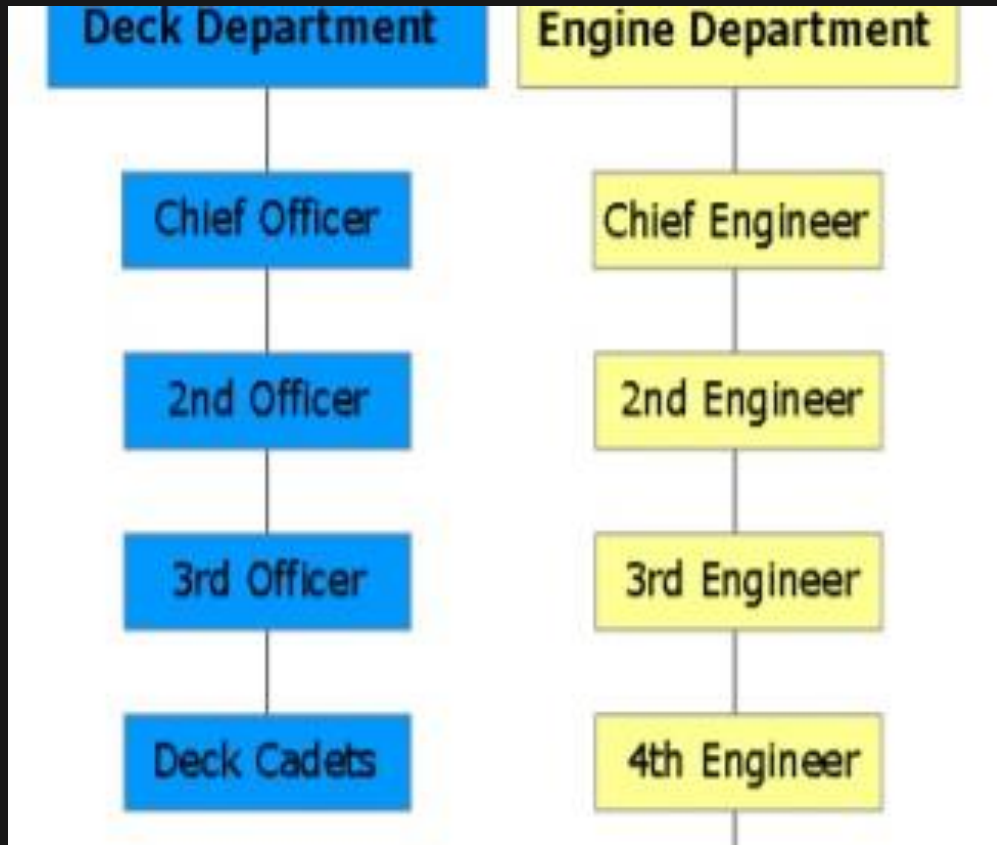 Deck Department
Engine Department
Chief Officer
Chief Engineer
2nd Officer
2nd Engineer
3rd Officer
3rd Engineer
Deck Cadets
4th Engineer